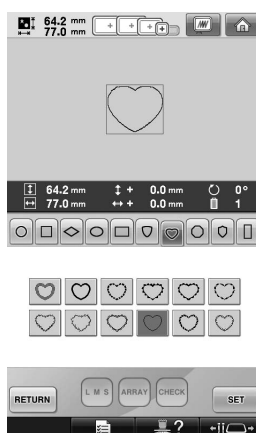 64.2 mm
77.0 mm
64.2 mm + 0.0 mm 0°
77.0 mm + 0.0 mm 1
L M S ARRAY CHECK
RETURN SET
?